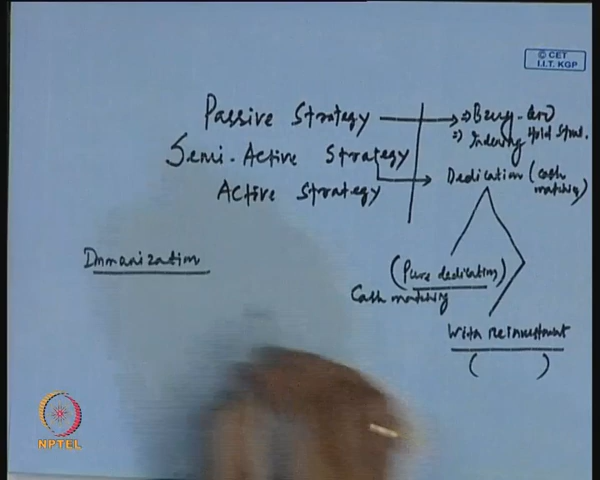 © CET
I.I.T. KGP
Passive Strategy → ⇒ Buy-and Hold Strat.
⇒ Indexing
Semi-Active Strategy → Dedication (cash matching)
Active Strategy
Immunization
(Pure dedication)
Cash matching
With reinvestment
( )
NPTEL